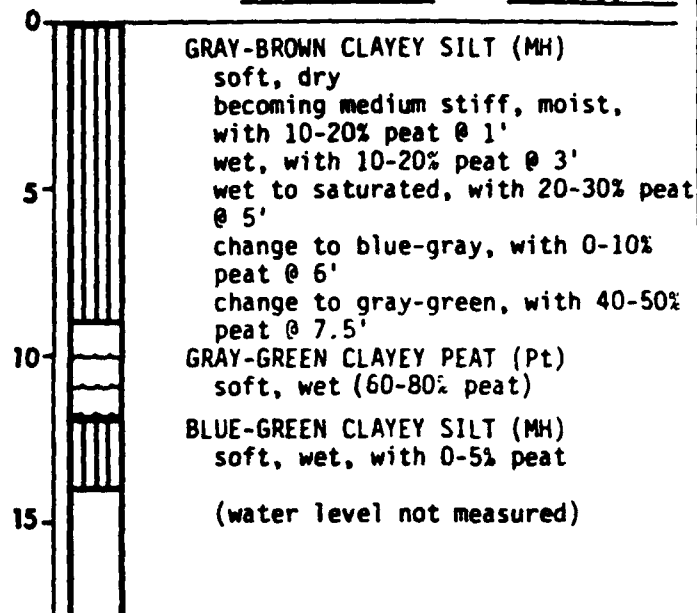 0
GRAY-BROWN CLAYEY SILT (MH)
soft, dry
becoming medium stiff, moist,
with 10-20% peat @ 1'
wet, with 10-20% peat @ 3'
5
wet to saturated, with 20-30% peat
@ 5'
change to blue-gray, with 0-10%
peat @ 6'
change to gray-green, with 40-50%
peat @ 7.5'
10
GRAY-GREEN CLAYEY PEAT (Pt)
soft, wet (60-80% peat)
BLUE-GREEN CLAYEY SILT (MH)
soft, wet, with 0-5% peat
15
(water level not measured)